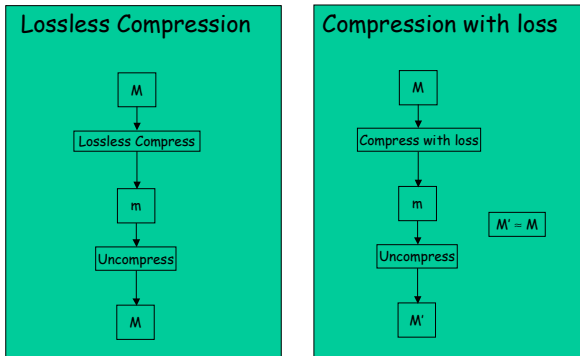 Lossless Compression
M
Lossless Compress
m
Uncompress
M
Compression with loss
M
Compress with loss
m
M' ≈ M
Uncompress
M'